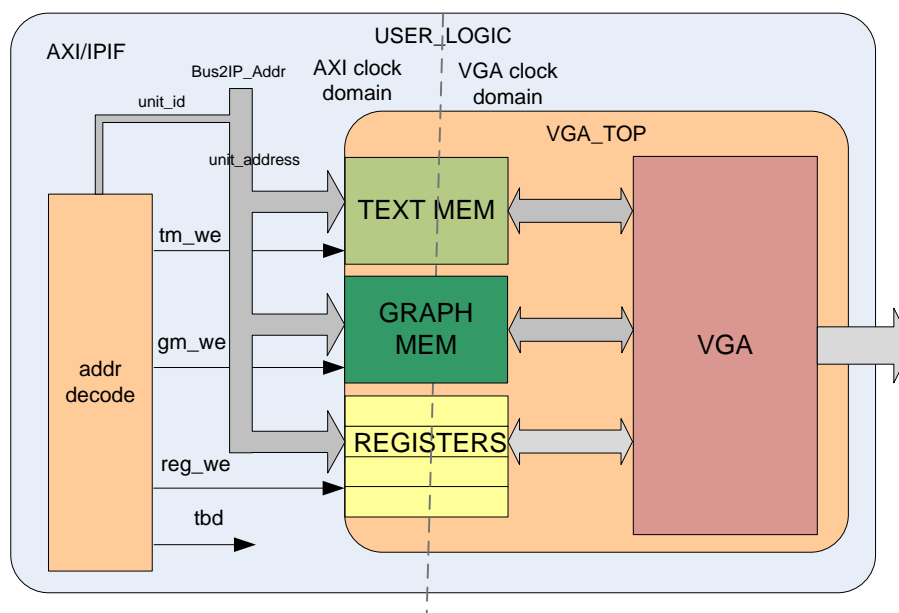 USER_LOGIC
AXI/IPIF
Bus2IP_Addr
AXI clock
domain
VGA clock
domain
unit_id
VGA_TOP
unit_address
TEXT MEM
tm_we
GRAPH
MEM
gm_we
VGA
addr
decode
REGISTERS
reg_we
tbd